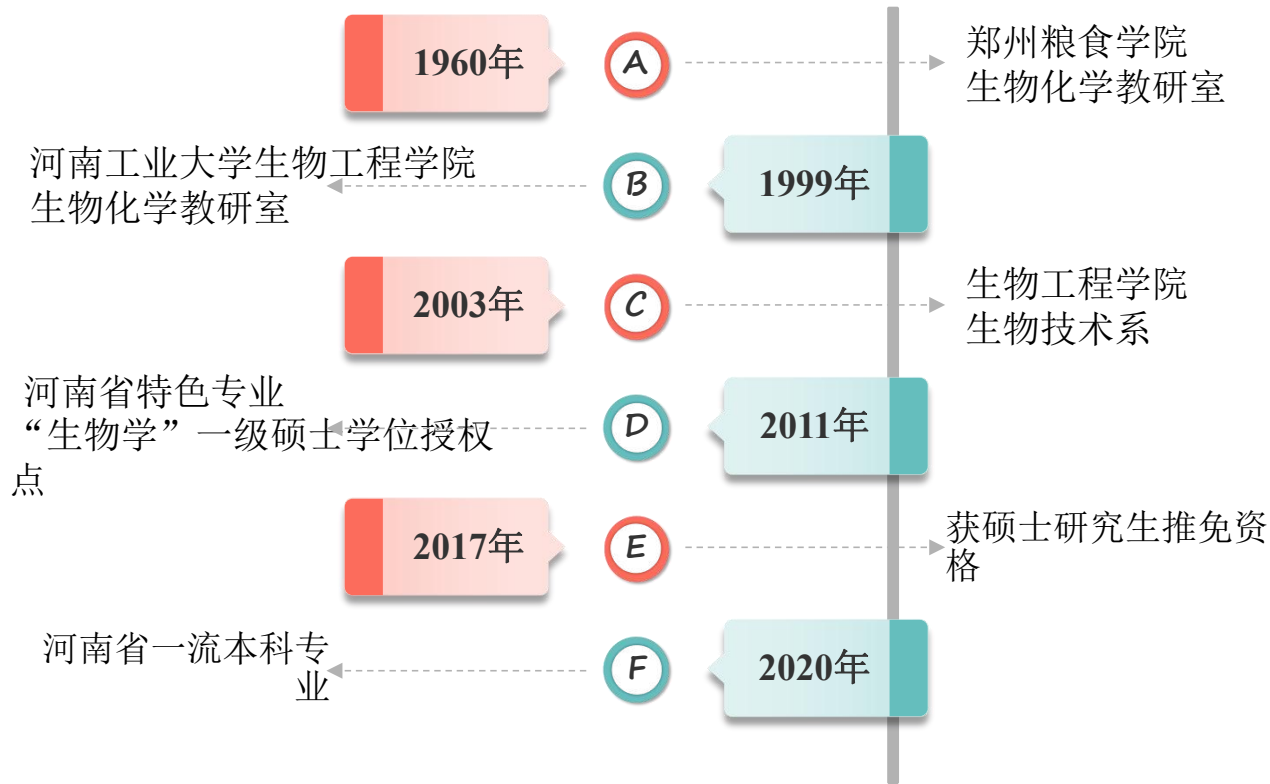 1960年
A
郑州粮食学院
生物化学教研室
河南工业大学生物工程学院
生物化学教研室
B
1999年
2003年
C
生物工程学院
生物技术系
河南省特色专业
“生物学”一级硕士学位授权
点
D
2011年
2017年
E
获硕士研究生推免资
格
河南省一流本科专
业
F
2020年